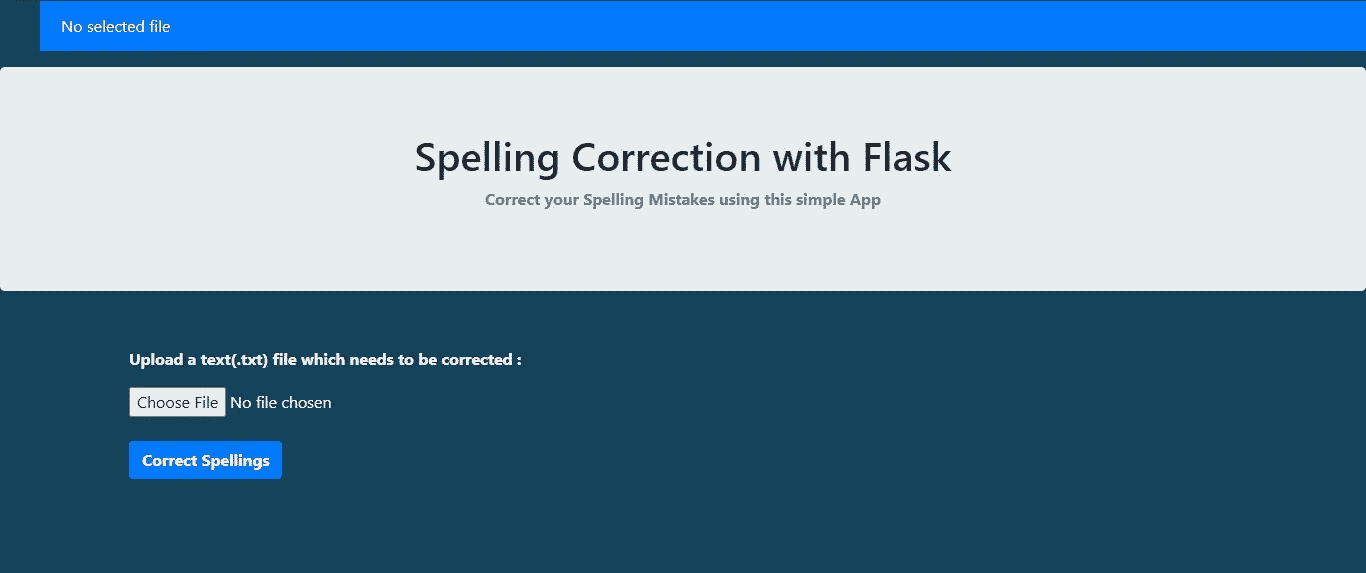 No selected file
Spelling Correction with Flask
Correct your Spelling Mistakes using this simple App
Upload a text(.txt) file which needs to be corrected :
Choose File No file chosen
Correct Spellings